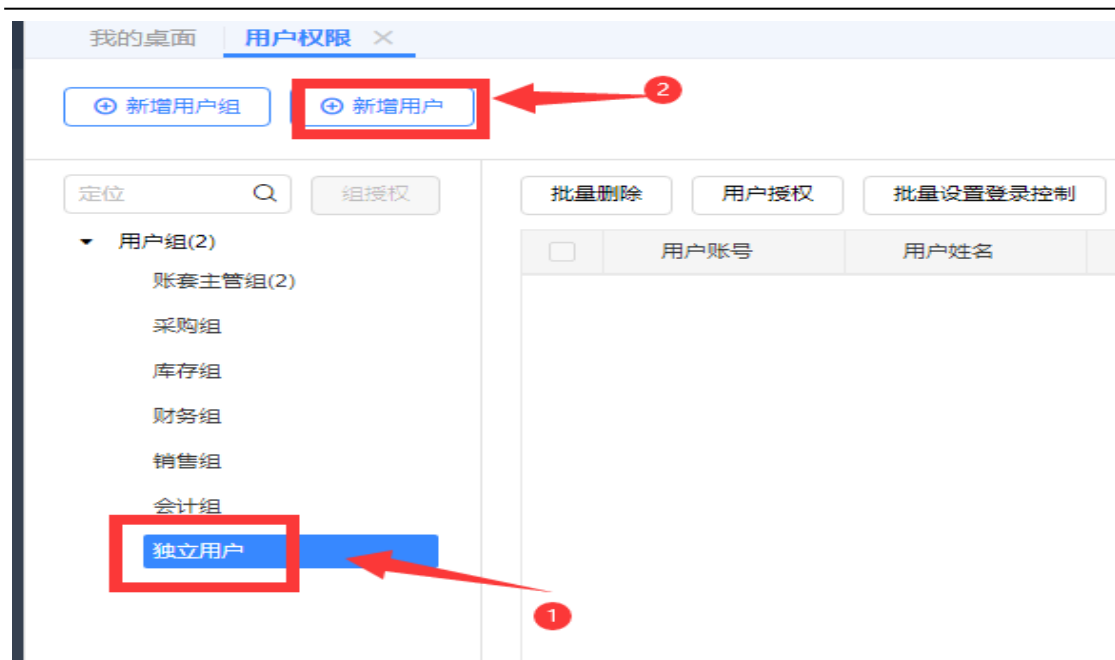 我的桌面 用户权限
新增用户组 新增用户 2
定位 组授权 批量删除 用户授权 批量设置登录控制
用户组(2) 用户账号 用户姓名
账套主管组(2)
采购组
库存组
财务组
销售组
会计组
独立用户
1